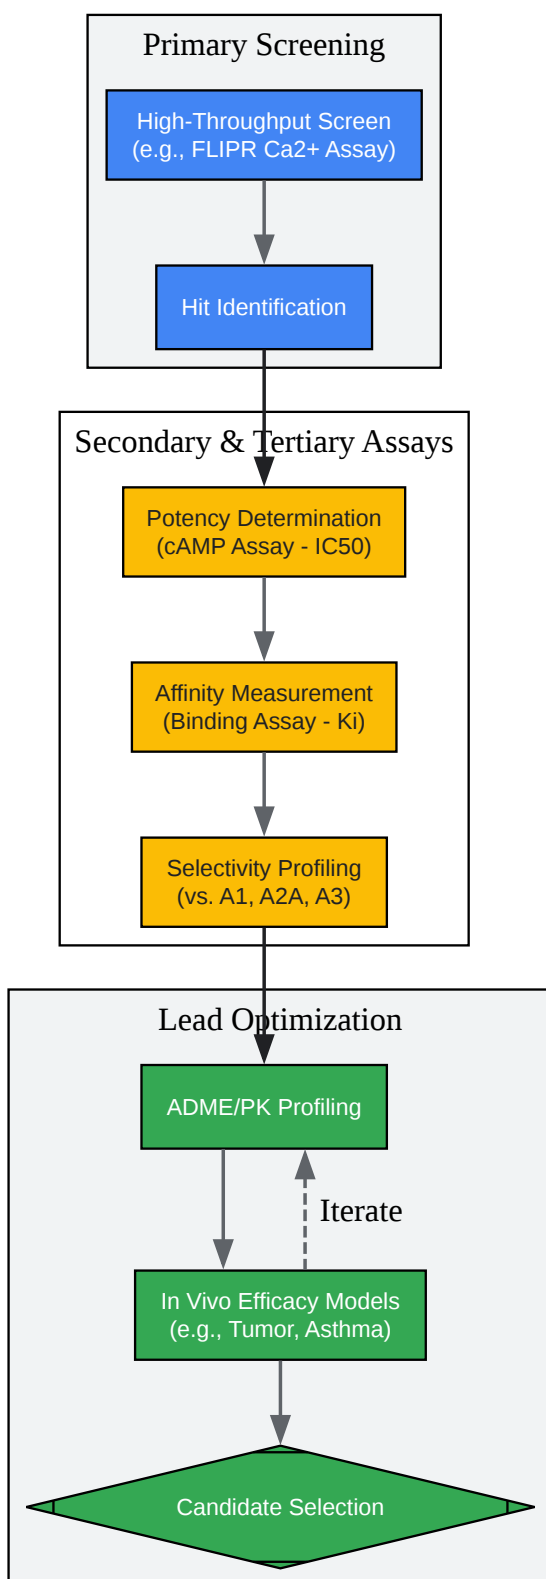 Primary Screening
High-Throughput Screen
(e.g., FLIPR Ca2+ Assay)
Hit Identification
Secondary & Tertiary Assays
Potency Determination
(cAMP Assay - IC50)
Affinity Measurement
(Binding Assay - Ki)
Selectivity Profiling
(vs. A1, A2A, A3)
Lead Optimization
ADME/PK Profiling
Iterate
In Vivo Efficacy Models
(e.g., Tumor, Asthma)
Candidate Selection